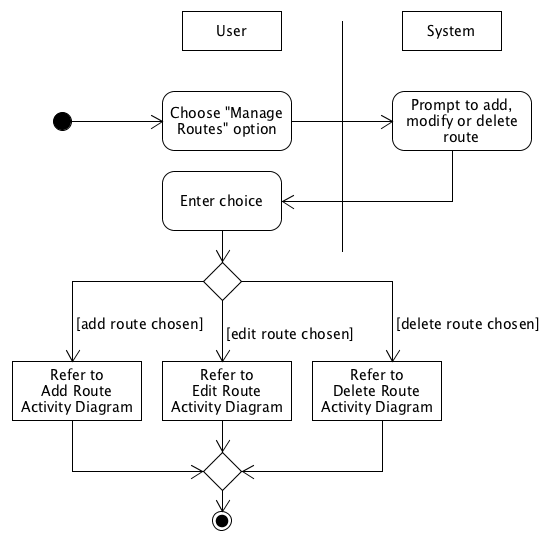 User
System
Choose "Manage
Routes" option
Prompt to add,
modify or delete
route
Enter choice
[add route chosen]
[edit route chosen]
[delete route chosen]
Refer to
Add Route
Activity Diagram
Refer to
Edit Route
Activity Diagram
Refer to
Delete Route
Activity Diagram